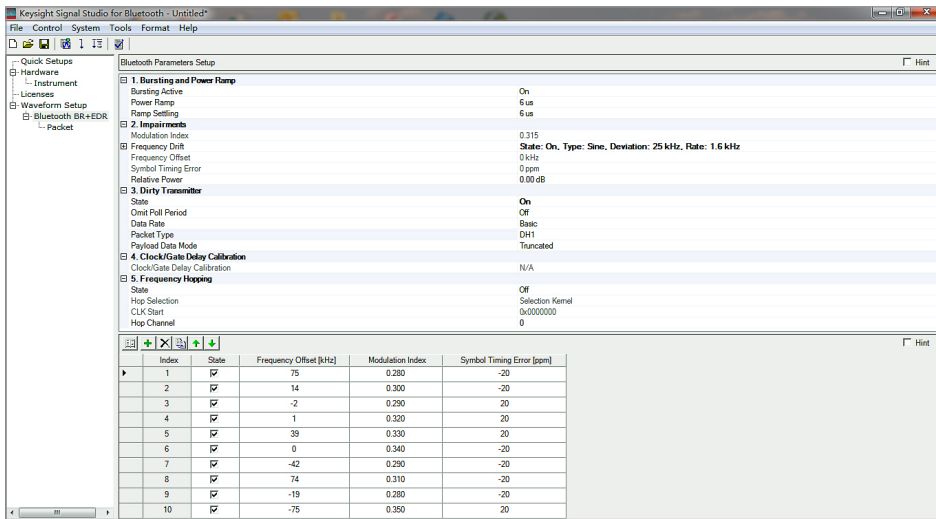 Keysight Signal Studio for Bluetooth - Untitled*
File Control System Tools Format Help
Quick Setups
Hardware
Instrument
Licenses
Waveform Setup
Bluetooth BR+EDR
Packet
Bluetooth Parameters Setup Hint
1. Bursting and Power Ramp
Bursting Active On
Power Ramp 6 us
Ramp Settling 6 us
2. Impairments
Modulation Index 0.315
Frequency Drift State: On, Type: Sine, Deviation: 25 kHz, Rate: 1.6 kHz
Frequency Offset 0 kHz
Symbol Timing Error 0 ppm
Relative Power 0.00 dB
3. Dirty Transmitter
State On
Omit Poll Period Off
Data Rate Basic
Packet Type DH1
Payload Data Mode Truncated
4. Clock/Gate Delay Calibration
Clock/Gate Delay Calibration N/A
5. Frequency Hopping
State Off
Hop Selection Selection Kernel
CLK Start 0x0000000
Hop Channel 0
Hint
Index State Frequency Offset [kHz] Modulation Index Symbol Timing Error [ppm]
1 75 0.280 -20
2 14 0.300 -20
3 -2 0.290 20
4 1 0.320 20
5 39 0.330 20
6 0 0.340 -20
7 -42 0.290 -20
8 74 0.310 -20
9 -19 0.280 -20
10 -75 0.350 20